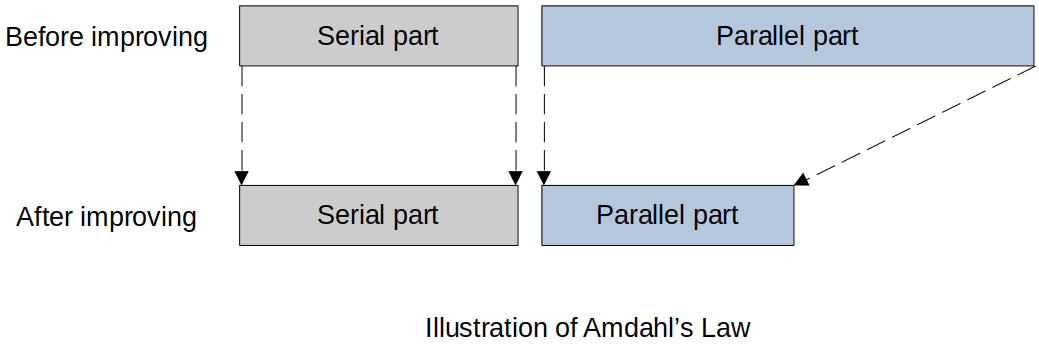 Before improving
Serial part
Parallel part
After improving
Serial part
Parallel part
Illustration of Amdahl’s Law